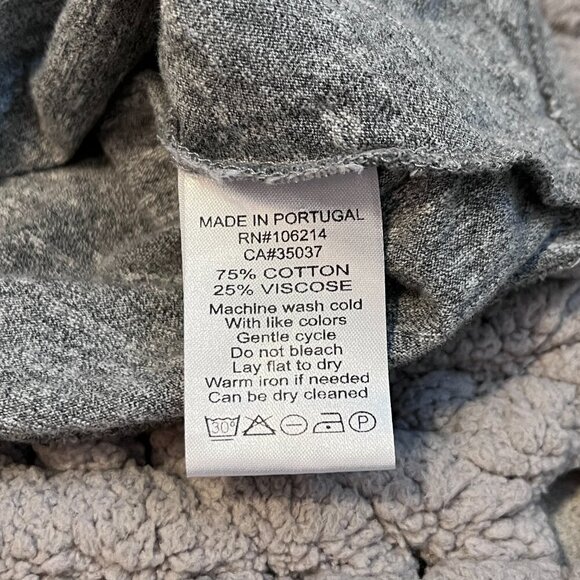 MADE IN PORTUGAL
RN#106214
CA#35037
75% COTTON
25% VISCOSE
Machine wash cold
With like colors
Gentle cycle
Do not bleach
Lay flat to dry
Warm iron if needed
Can be dry cleaned
30° P